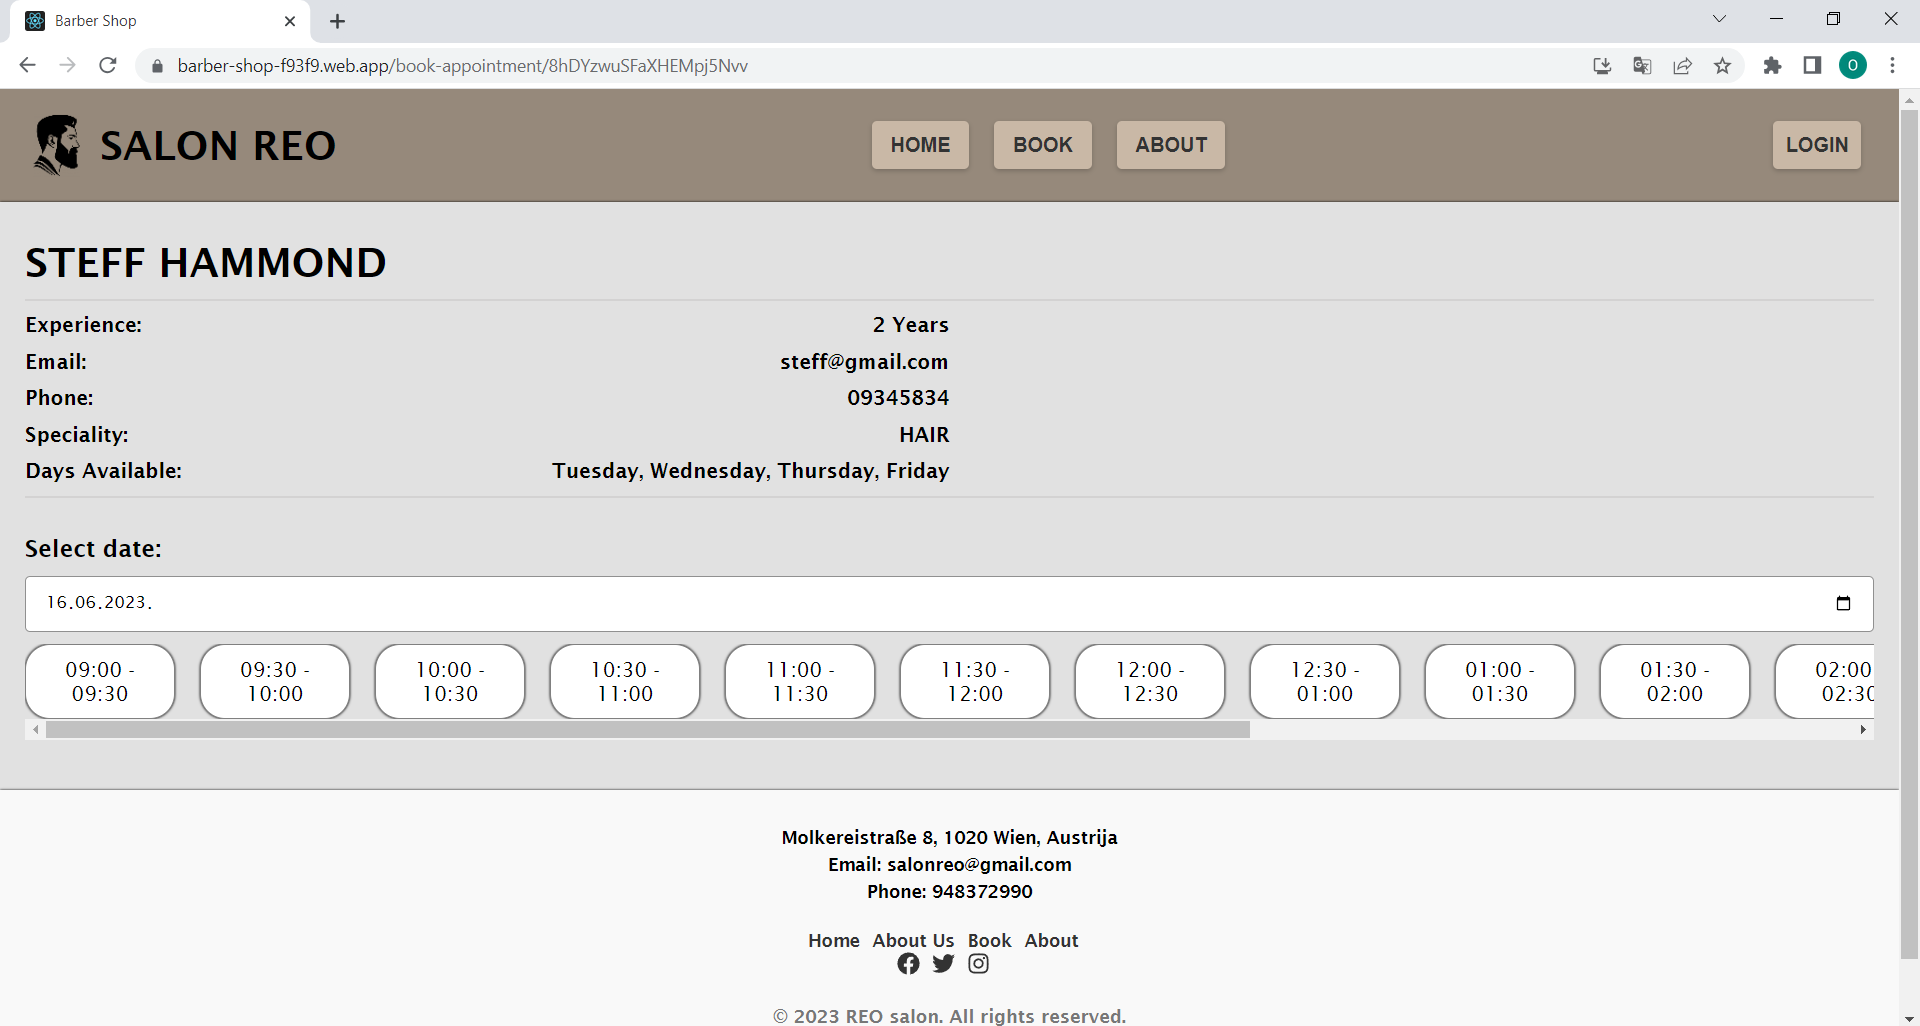 Barber Shop
barber-shop-f93f9.web.app/book-appointment/8hDYzwuSFaXHEMpj5Nvv
O
SALON REO
HOME
BOOK
ABOUT
LOGIN
STEFF HAMMOND
Experience: 2 Years
Email: steff@gmail.com
Phone: 09345834
Speciality: HAIR
Days Available: Tuesday, Wednesday, Thursday, Friday
Select date:
16.06.2023.
09:00 -
09:30
09:30 -
10:00
10:00 -
10:30
10:30 -
11:00
11:00 -
11:30
11:30 -
12:00
12:00 -
12:30
12:30 -
01:00
01:00 -
01:30
01:30 -
02:00
02:00
02:30
Molkereistraße 8, 1020 Wien, Austrija
Email: salonreo@gmail.com
Phone: 948372990
Home About Us Book About
© 2023 REO salon. All rights reserved.